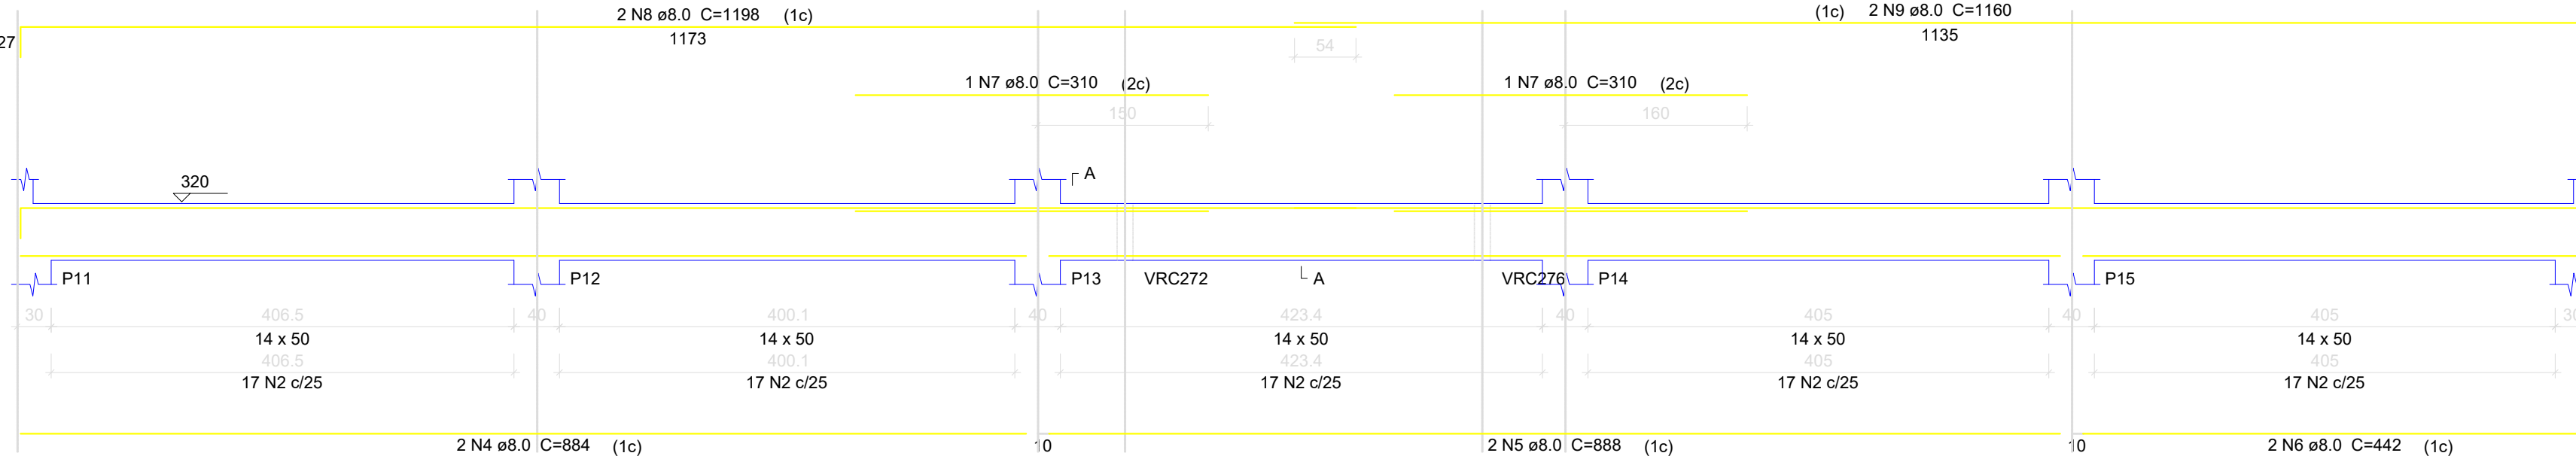 2 N8 ø8.0 C=1198 (1c)
(1c) 2 N9 ø8.0 C=1160
27
1173
54
1135
1 N7 ø8.0 C=310 (2c)
1 N7 ø8.0 C=310 (2c)
150
160
A
320
P11
P12
P13
VRC272
A
VRC276
P14
P15
30 406.5 40 400.1 40 423.4 40 405 40 405 30
14 x 50 14 x 50 14 x 50 14 x 50 14 x 50
406.5 400.1 423.4 405 405
17 N2 c/25 17 N2 c/25 17 N2 c/25 17 N2 c/25 17 N2 c/25
2 N4 ø8.0 C=884 (1c) 10 2 N5 ø8.0 C=888 (1c) 10 2 N6 ø8.0 C=442 (1c)